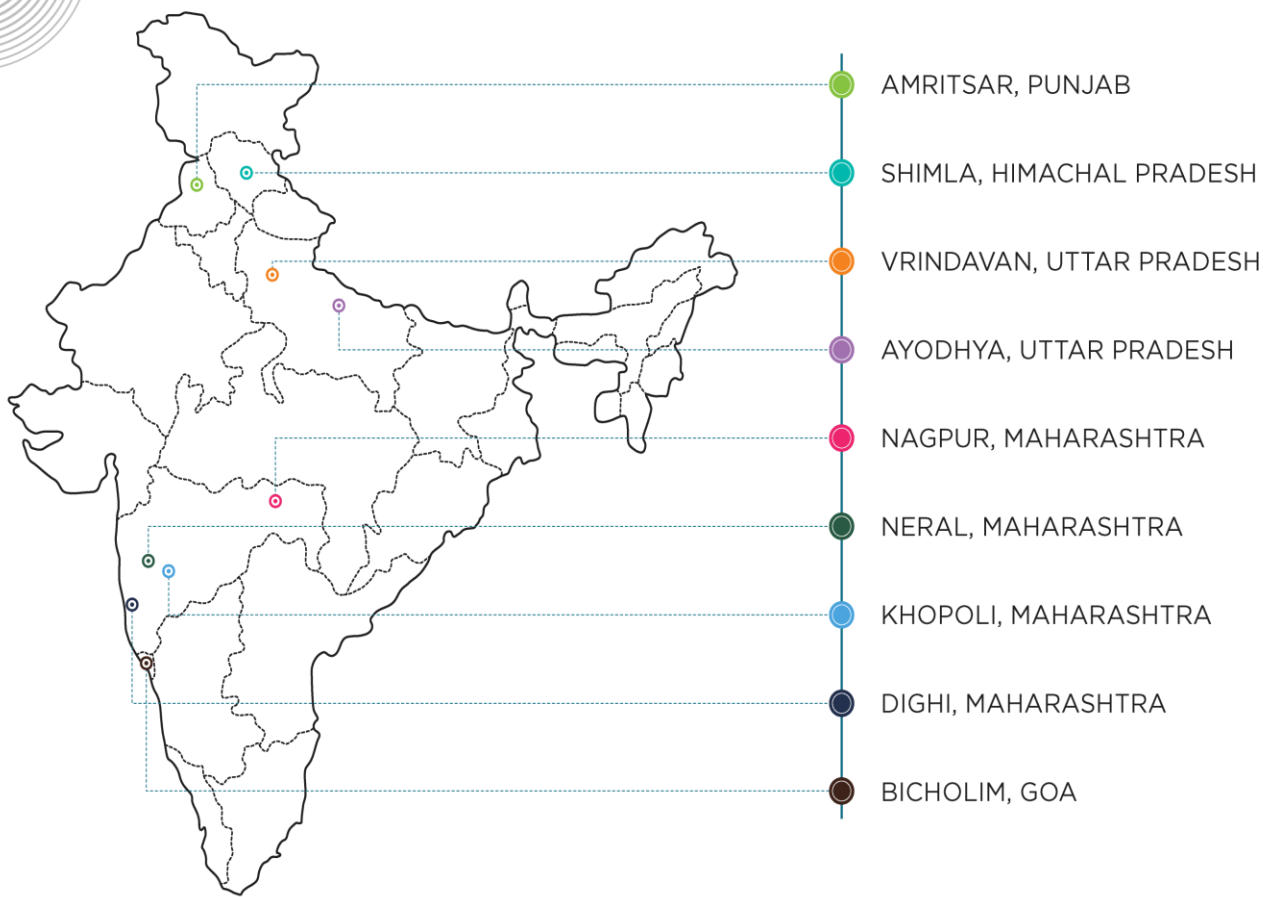 AMRITSAR, PUNJAB
SHIMLA, HIMACHAL PRADESH
VRINDAVAN, UTTAR PRADESH
AYODHYA, UTTAR PRADESH
NAGPUR, MAHARASHTRA
NERAL, MAHARASHTRA
KHOPOLI, MAHARASHTRA
DIGHI, MAHARASHTRA
BICHOLIM, GOA